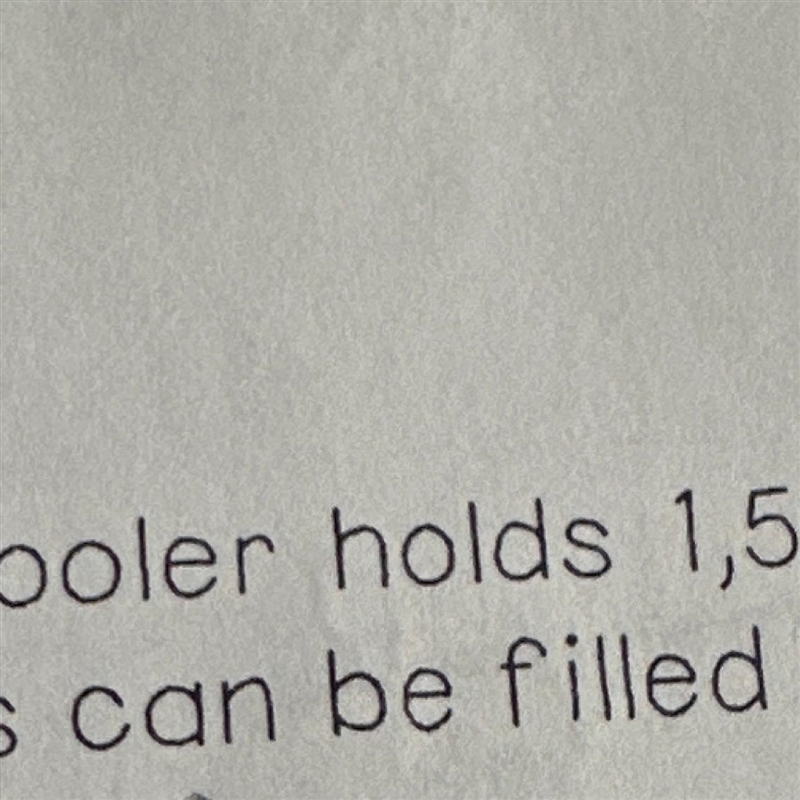 ooler holds 1,5
s can be filled